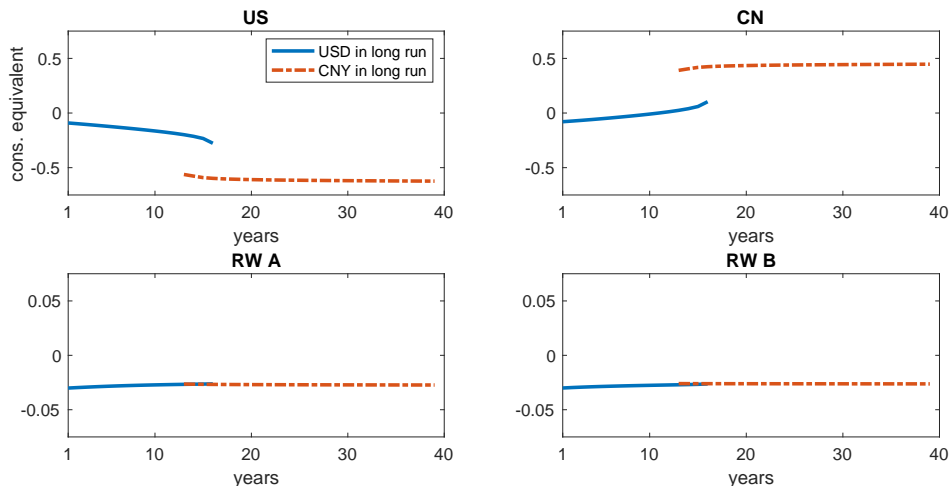 US
0.5
0
-0.5
cons. equivalent
USD in long run
CNY in long run
1 10 20 30 40
years
CN
0.5
0
-0.5
1 10 20 30 40
years
RW A
0.05
0
-0.05
1 10 20 30 40
years
RW B
0.05
0
-0.05
1 10 20 30 40
years